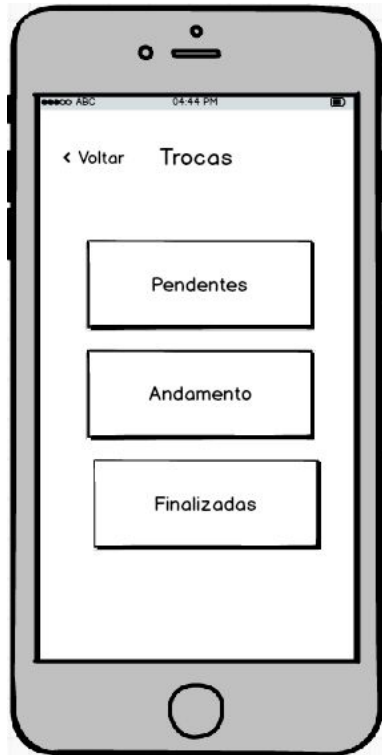 ABC 04:44 PM
< Voltar Trocas
Pendentes
Andamento
Finalizadas